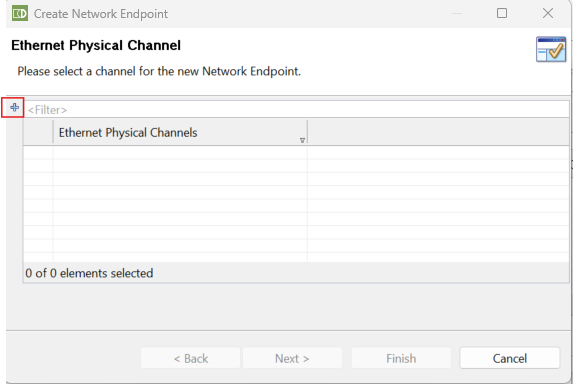 Create Network Endpoint
Ethernet Physical Channel
Please select a channel for the new Network Endpoint.
<Filter>
Ethernet Physical Channels
0 of 0 elements selected
< Back
Next >
Finish
Cancel